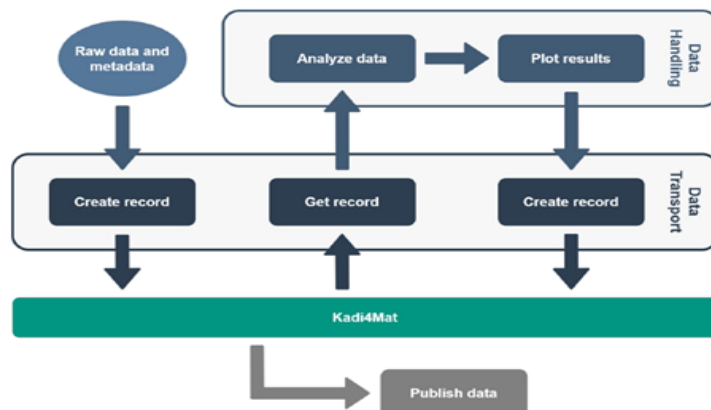 Raw data and
metadata
Analyze data
Plot results
Data
Handling
Create record
Get record
Create record
Data
Transport
Kadi4Mat
Publish data